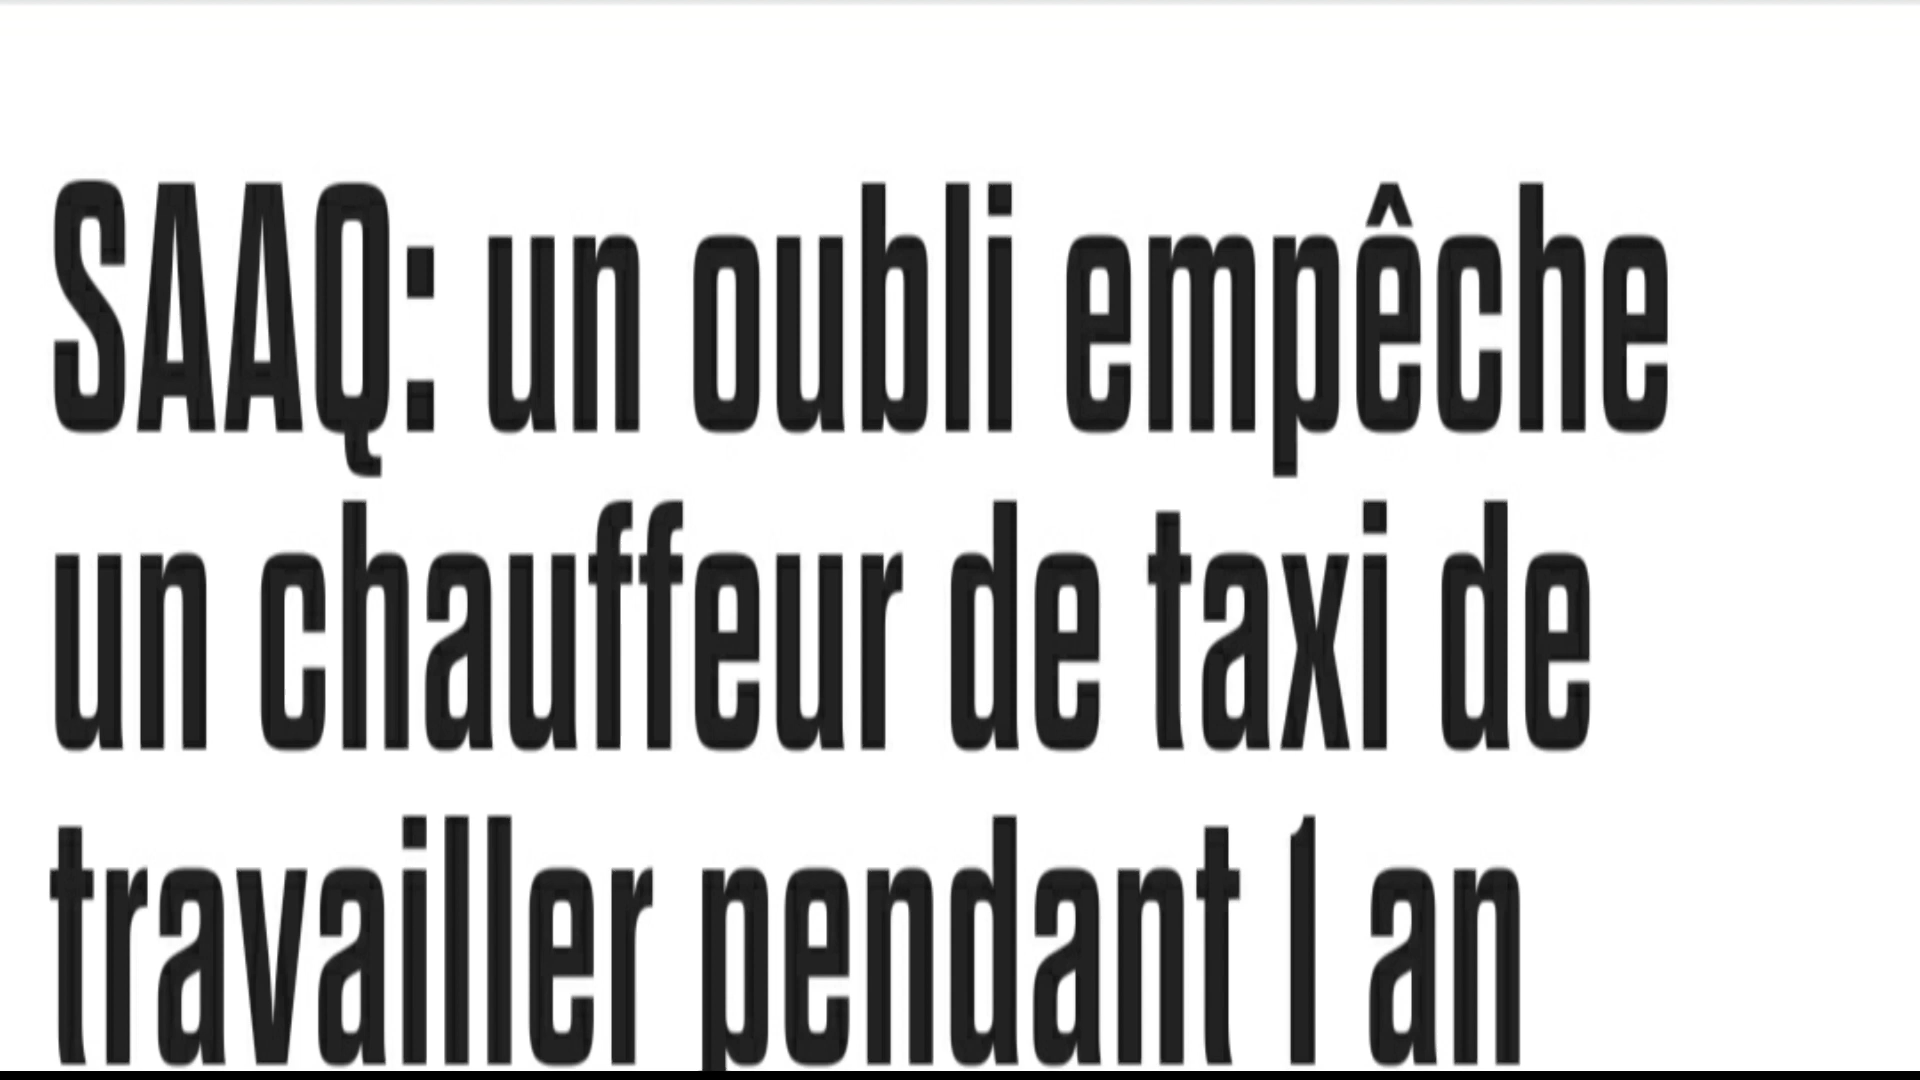 SAAQ: un oubli empêche
un chauffeur de taxi de
travailler pendant 1 an